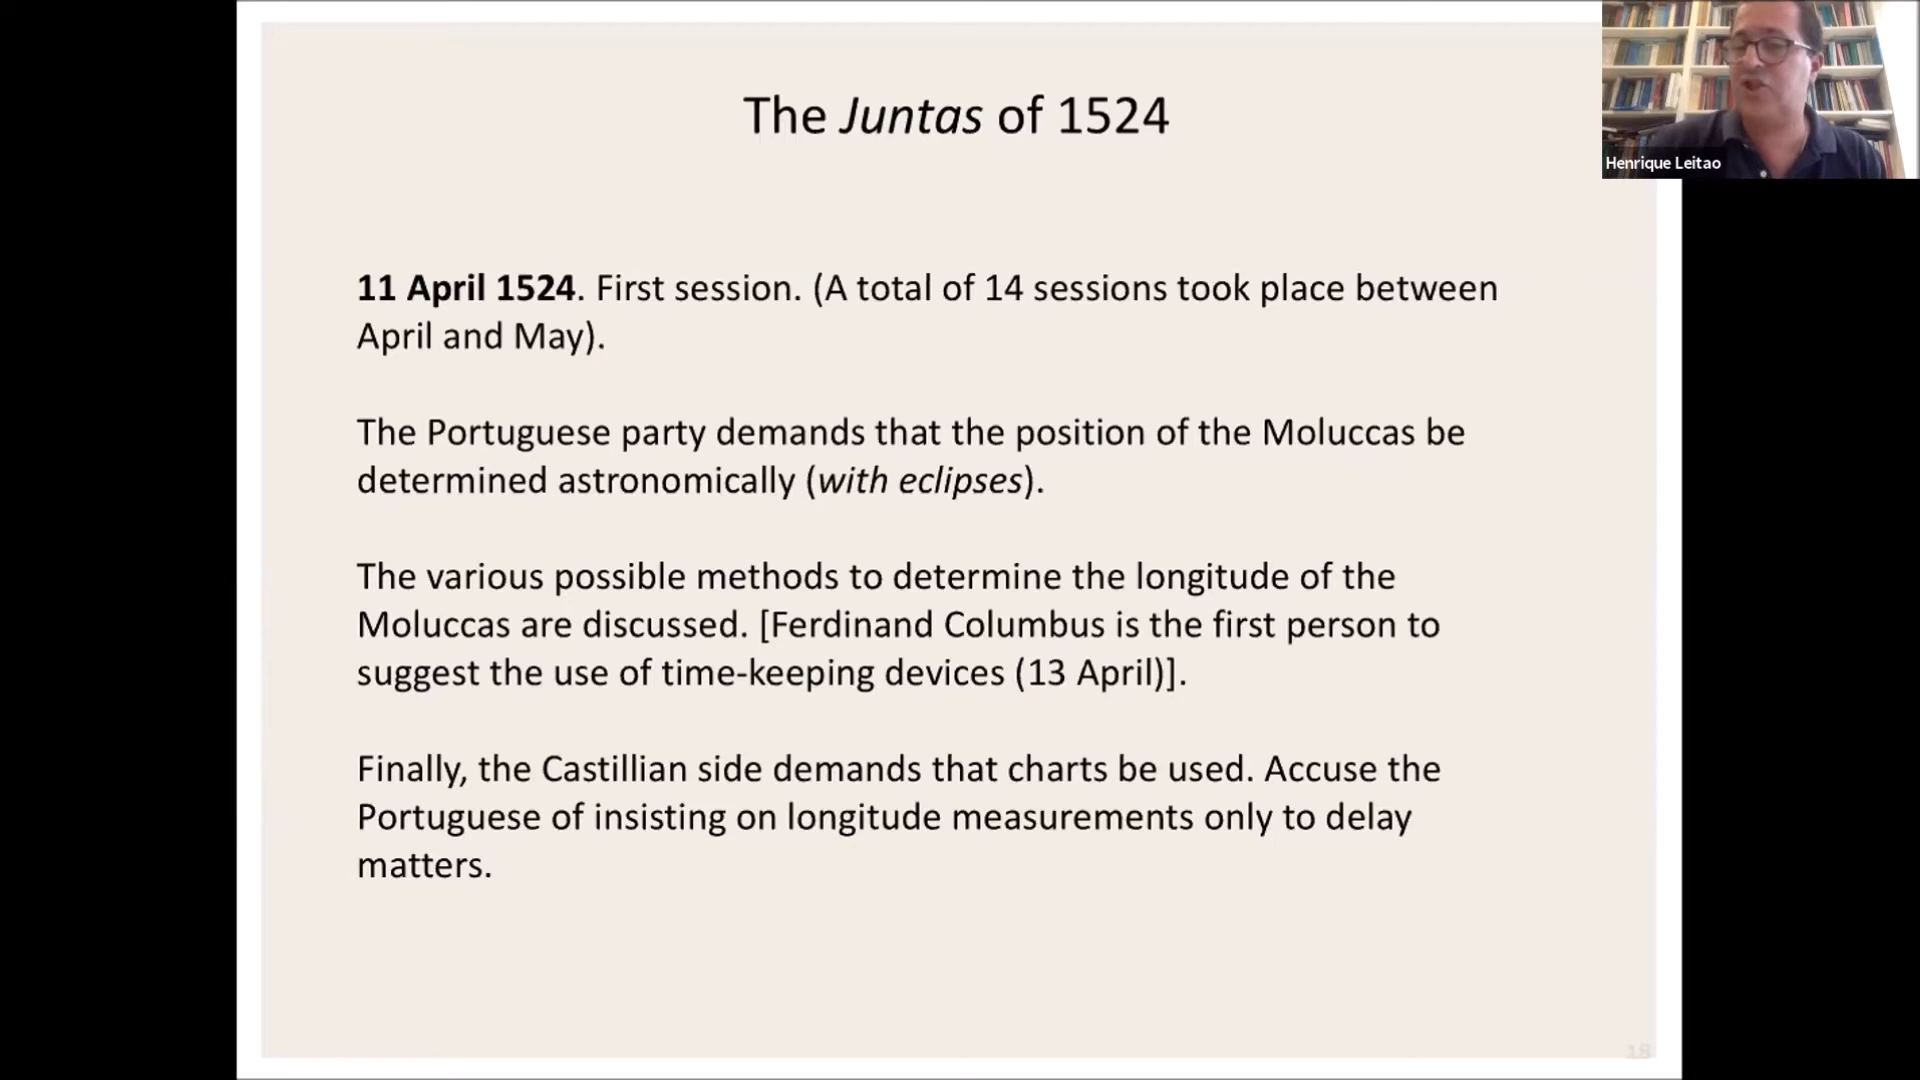 The Juntas of 1524
Henrique Leitao
11 April 1524. First session. (A total of 14 sessions took place between
April and May).
The Portuguese party demands that the position of the Moluccas be
determined astronomically (with eclipses).
The various possible methods to determine the longitude of the
Moluccas are discussed. [Ferdinand Columbus is the first person to
suggest the use of time-keeping devices (13 April)].
Finally, the Castillian side demands that charts be used. Accuse the
Portuguese of insisting on longitude measurements only to delay
matters.
18